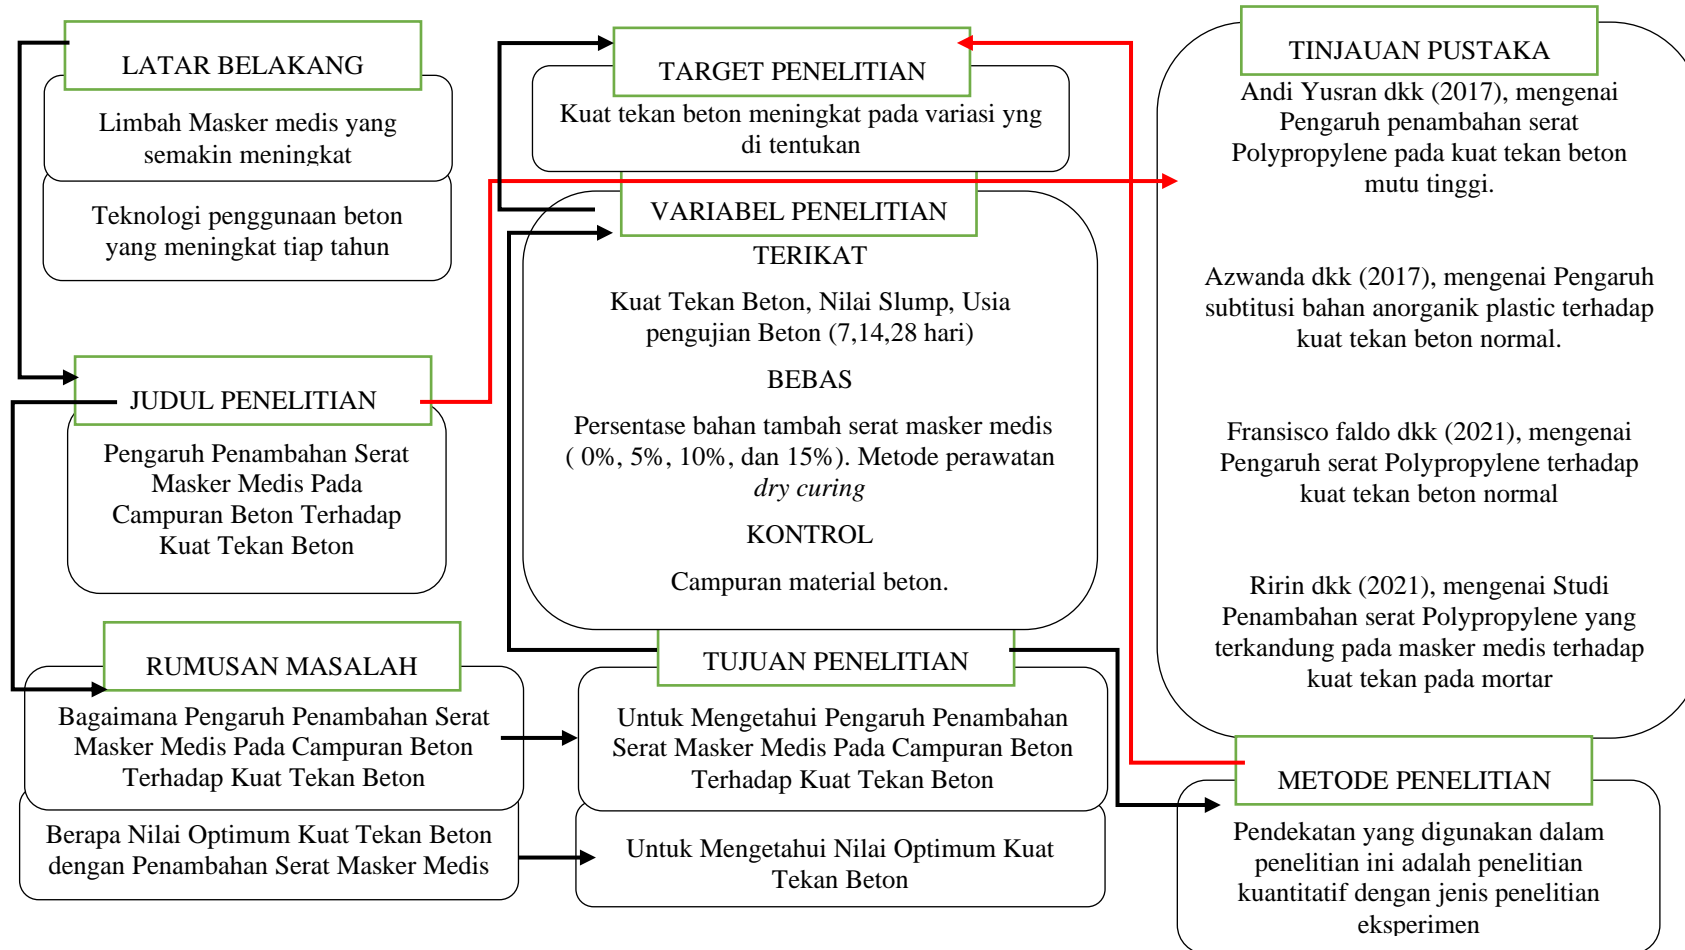 LATAR BELAKANG
Limbah Masker medis yang
semakin meningkat
Teknologi penggunaan beton
yang meningkat tiap tahun
JUDUL PENELITIAN
Pengaruh Penambahan Serat
Masker Medis Pada
Campuran Beton Terhadap
Kuat Tekan Beton
RUMUSAN MASALAH
Bagaimana Pengaruh Penambahan Serat
Masker Medis Pada Campuran Beton
Terhadap Kuat Tekan Beton
Berapa Nilai Optimum Kuat Tekan Beton
dengan Penambahan Serat Masker Medis
TARGET PENELITIAN
Kuat tekan beton meningkat pada variasi yng
di tentukan
VARIABEL PENELITIAN
TERIKAT
Kuat Tekan Beton, Nilai Slump, Usia
pengujian Beton (7,14,28 hari)
BEBAS
Persentase bahan tambah serat masker medis
( 0%, 5%, 10%, dan 15%). Metode perawatan
dry curing
KONTROL
Campuran material beton.
TUJUAN PENELITIAN
Untuk Mengetahui Pengaruh Penambahan
Serat Masker Medis Pada Campuran Beton
Terhadap Kuat Tekan Beton
Untuk Mengetahui Nilai Optimum Kuat
Tekan Beton
TINJAUAN PUSTAKA
Andi Yusran dkk (2017), mengenai
Pengaruh penambahan serat
Polypropylene pada kuat tekan beton
mutu tinggi.
Azwanda dkk (2017), mengenai Pengaruh
subtitusi bahan anorganik plastic terhadap
kuat tekan beton normal.
Fransisco faldo dkk (2021), mengenai
Pengaruh serat Polypropylene terhadap
kuat tekan beton normal
Ririn dkk (2021), mengenai Studi
Penambahan serat Polypropylene yang
terkandung pada masker medis terhadap
kuat tekan pada mortar
METODE PENELITIAN
Pendekatan yang digunakan dalam
penelitian ini adalah penelitian
kuantitatif dengan jenis penelitian
eksperimen